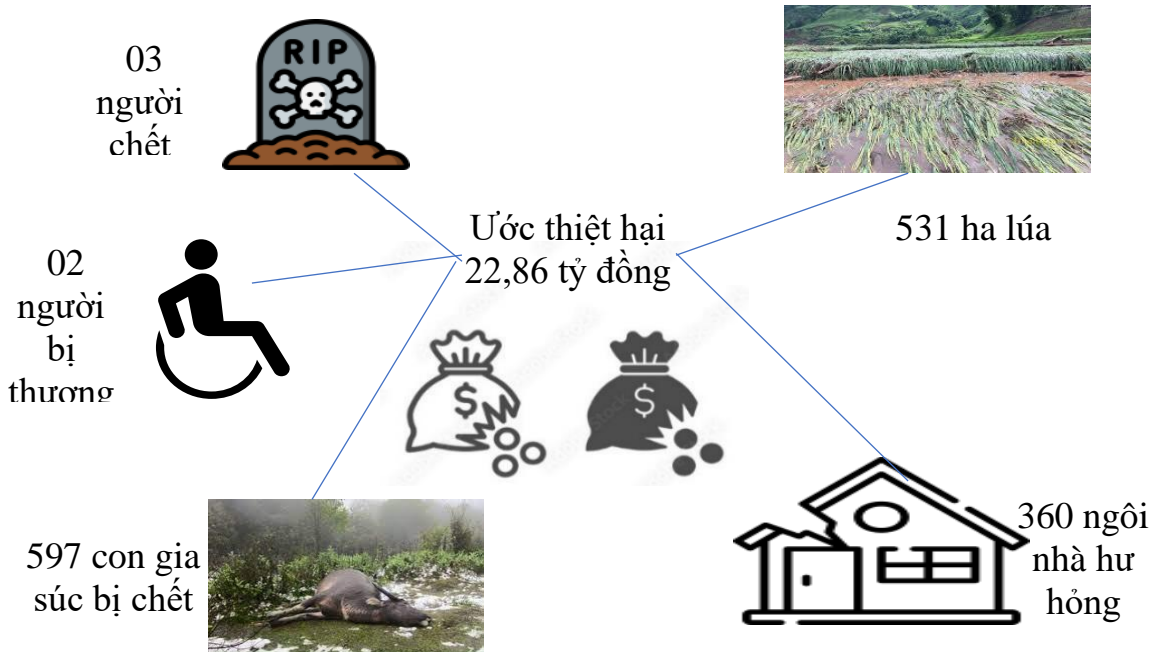 03
người
chết
RIP
Ước thiệt hại
22,86 tỷ đồng
531 ha lúa
02
người
bị
thương
$
$
597 con gia
súc bị chết
360 ngôi
nhà hư
hỏng